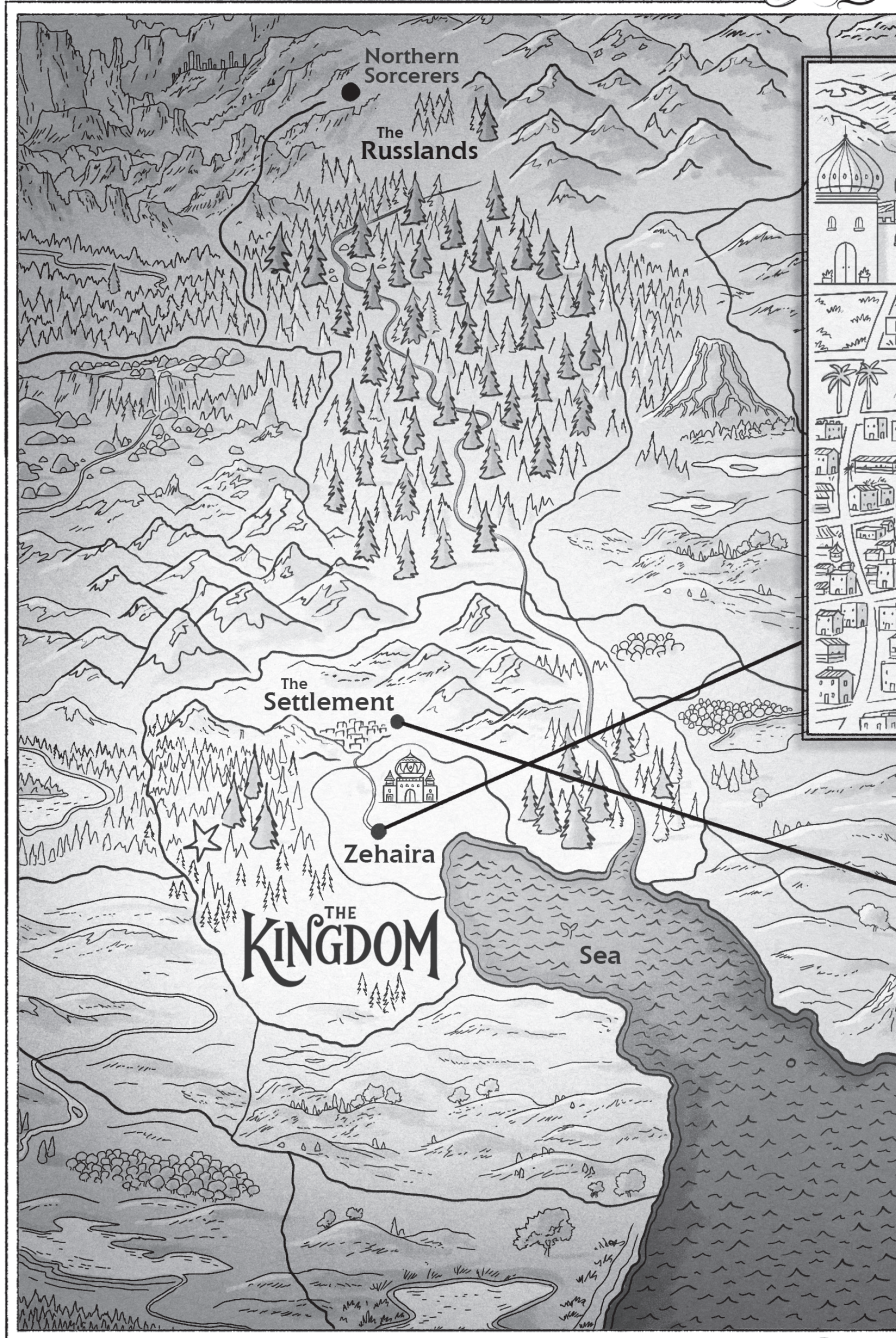 Northern
Sorcerers
The
Russlands
The
Settlement
Zehaira
THE
KINGDOM
Sea